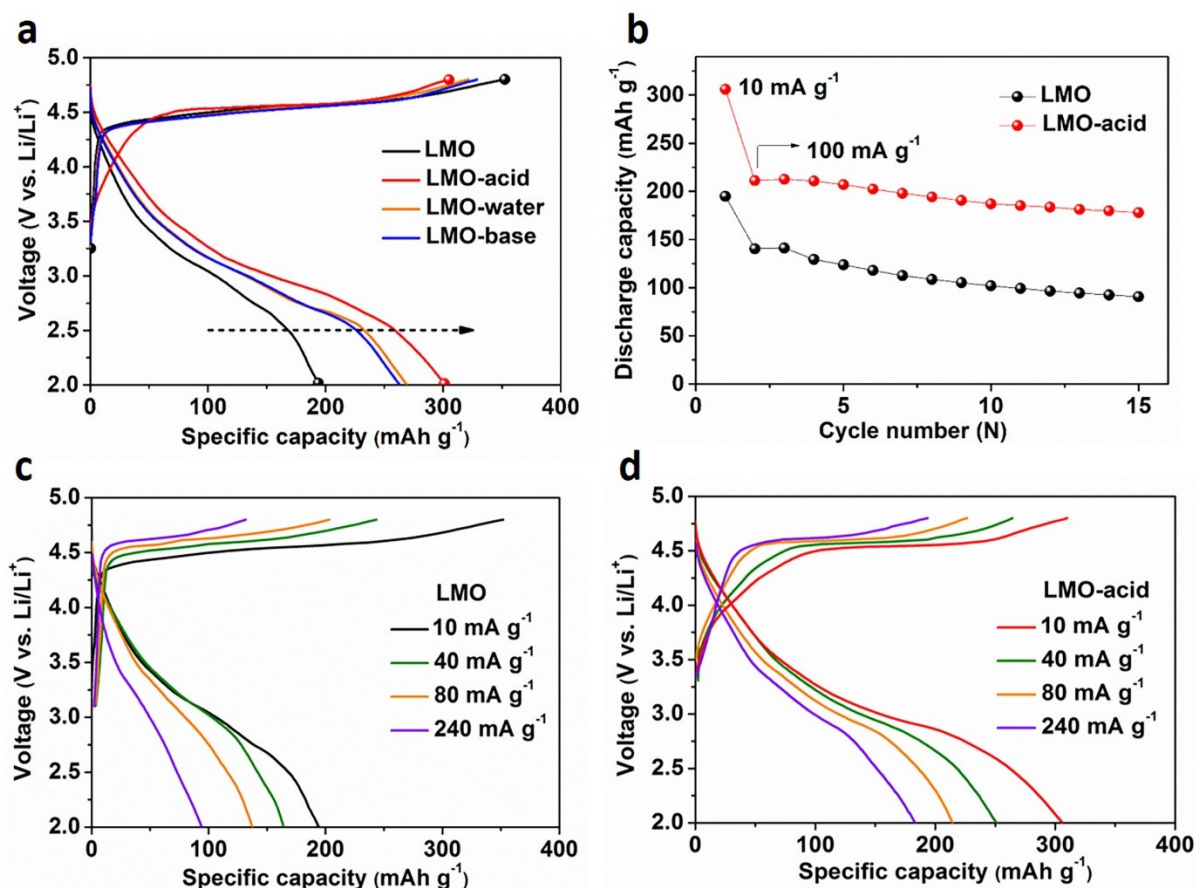 a
5.0
4.5
4.0
3.5
3.0
2.5
2.0
Voltage (V vs. Li/Li⁺)
LMO
LMO-acid
LMO-water
LMO-base
0 100 200 300 400
Specific capacity (mAh g⁻¹)
b
300
250
200
150
100
50
0
Discharge capacity (mAh g⁻¹)
10 mA g⁻¹
100 mA g⁻¹
LMO
LMO-acid
0 5 10 15
Cycle number (N)
c
5.0
4.5
4.0
3.5
3.0
2.5
2.0
Voltage (V vs. Li/Li⁺)
LMO
10 mA g⁻¹
40 mA g⁻¹
80 mA g⁻¹
240 mA g⁻¹
0 100 200 300 400
Specific capacity (mAh g⁻¹)
d
5.0
4.5
4.0
3.5
3.0
2.5
2.0
Voltage (V vs. Li/Li⁺)
LMO-acid
10 mA g⁻¹
40 mA g⁻¹
80 mA g⁻¹
240 mA g⁻¹
0 100 200 300 400
Specific capacity (mAh g⁻¹)